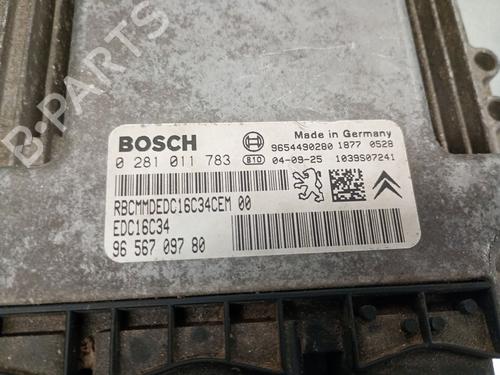 BOSCH
Made in Germany
9654490280 1877 0528
0 281 011 783
810
04-09-25
1039S07241
RBCMMDEDC16C34CEM 00
EDC16C34
96 567 097 80